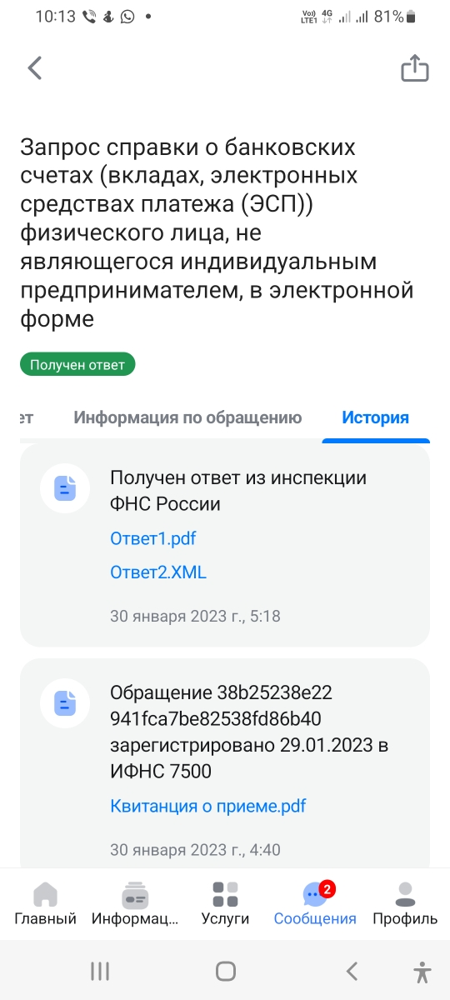 10:13
Vo)) 4G
LTE1
81%
Запрос справки о банковских
счетах (вкладах, электронных
средствах платежа (ЭСП))
физического лица, не
являющегося индивидуальным
предпринимателем, в электронной
форме
Получен ответ
ет Информация по обращению История
Получен ответ из инспекции
ФНС России
Ответ1.pdf
Ответ2.XML
30 января 2023 г., 5:18
Обращение 38b25238e22
941fca7be82538fd86b40
зарегистрировано 29.01.2023 в
ИФНС 7500
Квитанция о приеме.pdf
30 января 2023 г., 4:40
2
Главный Информац... Услуги Сообщения Профиль